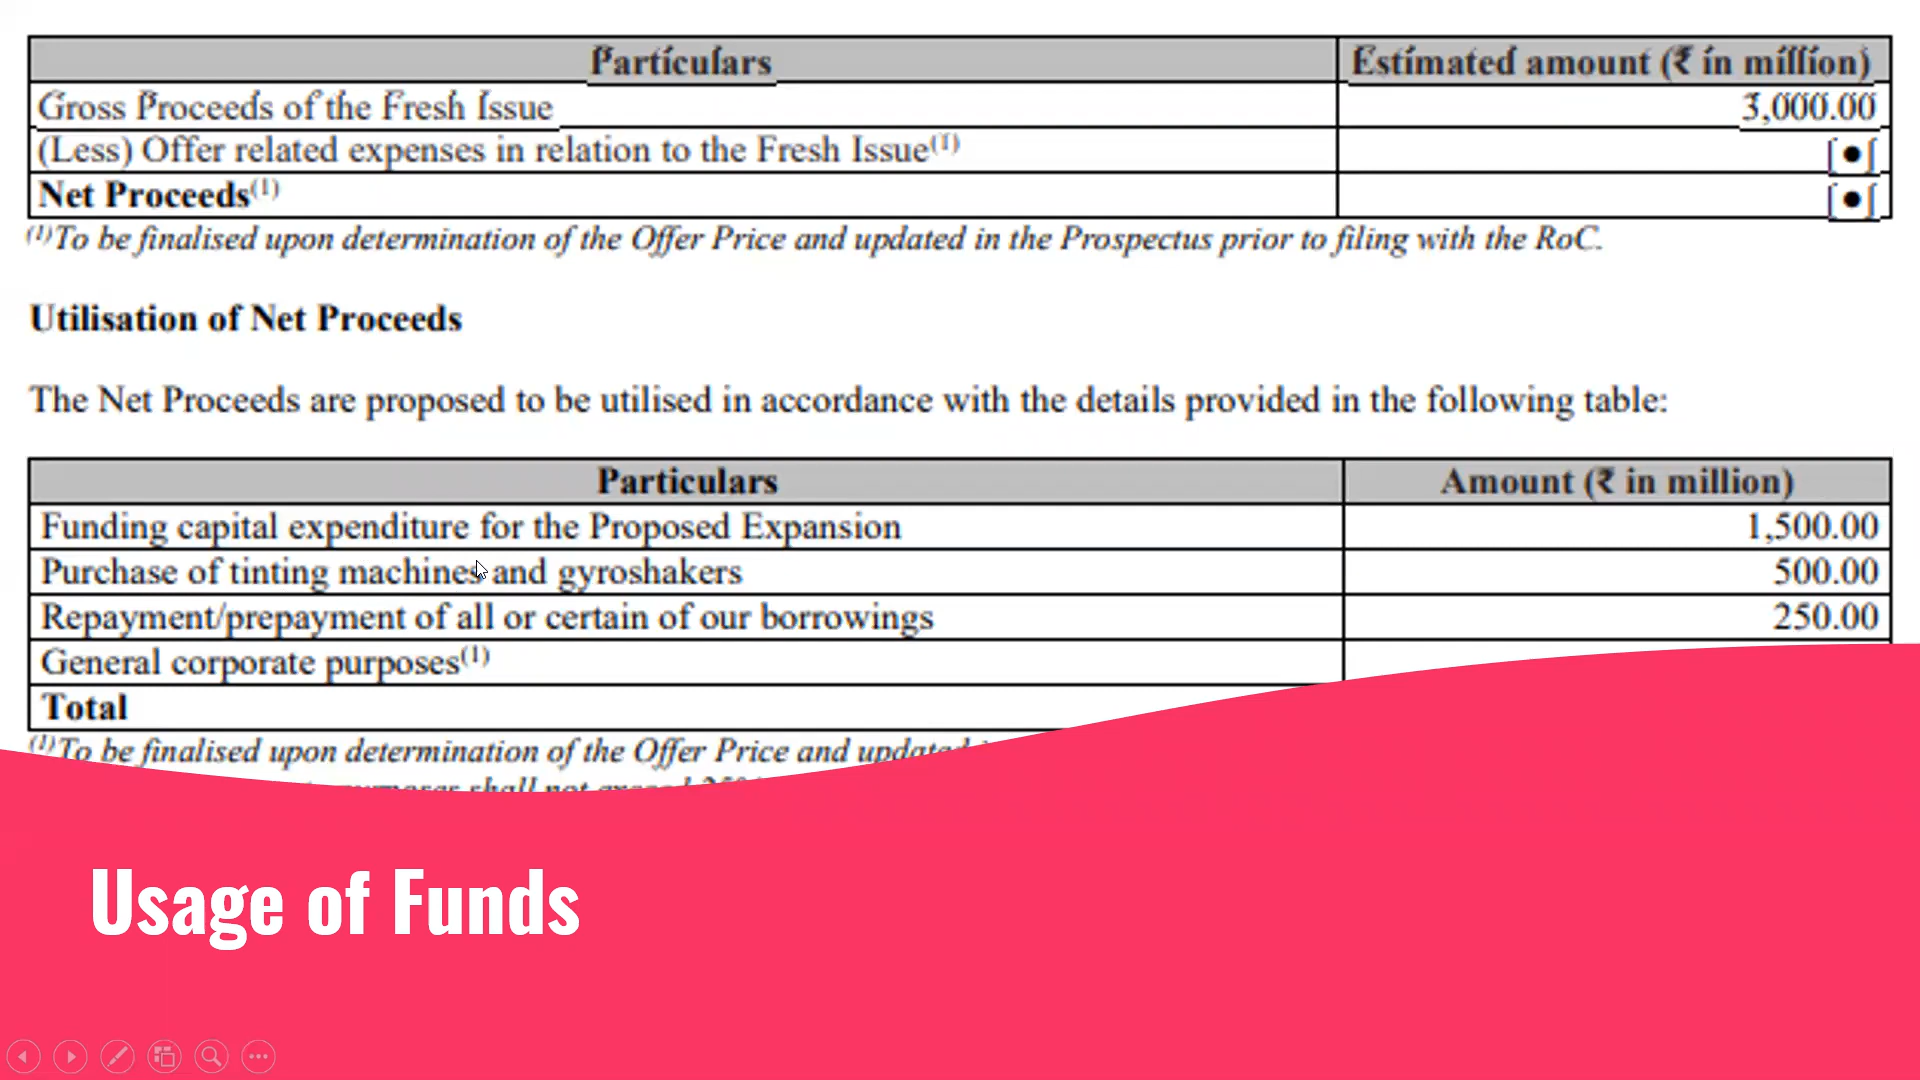 Particulars Estimated amount (₹ in million)
Gross Proceeds of the Fresh Issue 3,000.00
(Less) Offer related expenses in relation to the Fresh Issue(1) [●]
Net Proceeds(1) [●]
(1)To be finalised upon determination of the Offer Price and updated in the Prospectus prior to filing with the RoC.
Utilisation of Net Proceeds
The Net Proceeds are proposed to be utilised in accordance with the details provided in the following table:
Particulars Amount (₹ in million)
Funding capital expenditure for the Proposed Expansion 1,500.00
Purchase of tinting machines and gyroshakers 500.00
Repayment/prepayment of all or certain of our borrowings 250.00
General corporate purposes(1)
Total
(1)To be finalised upon determination of the Offer Price and updated
shall not exceed
Usage of Funds